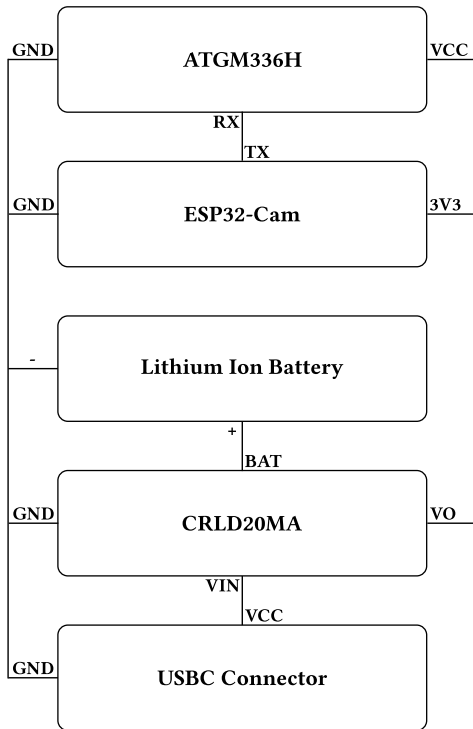 GND
ATGM336H
VCC
RX
TX
GND
ESP32-Cam
3V3
-
Lithium Ion Battery
+
BAT
GND
CRLD20MA
VO
VIN
VCC
GND
USBC Connector